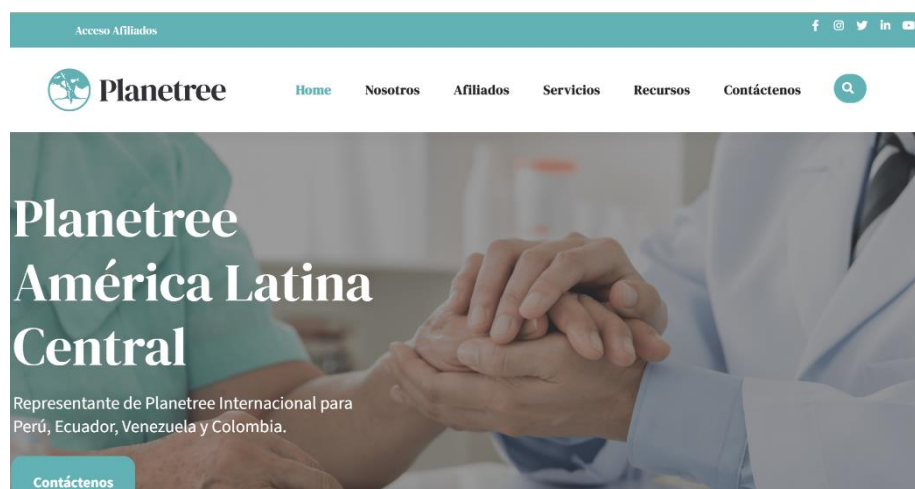 Acceso Afiliados
Planetree
Home Nosotros Afiliados Servicios Recursos Contáctenos
Planetree
América Latina
Central
Representante de Planetree Internacional para
Perú, Ecuador, Venezuela y Colombia.
Contáctenos